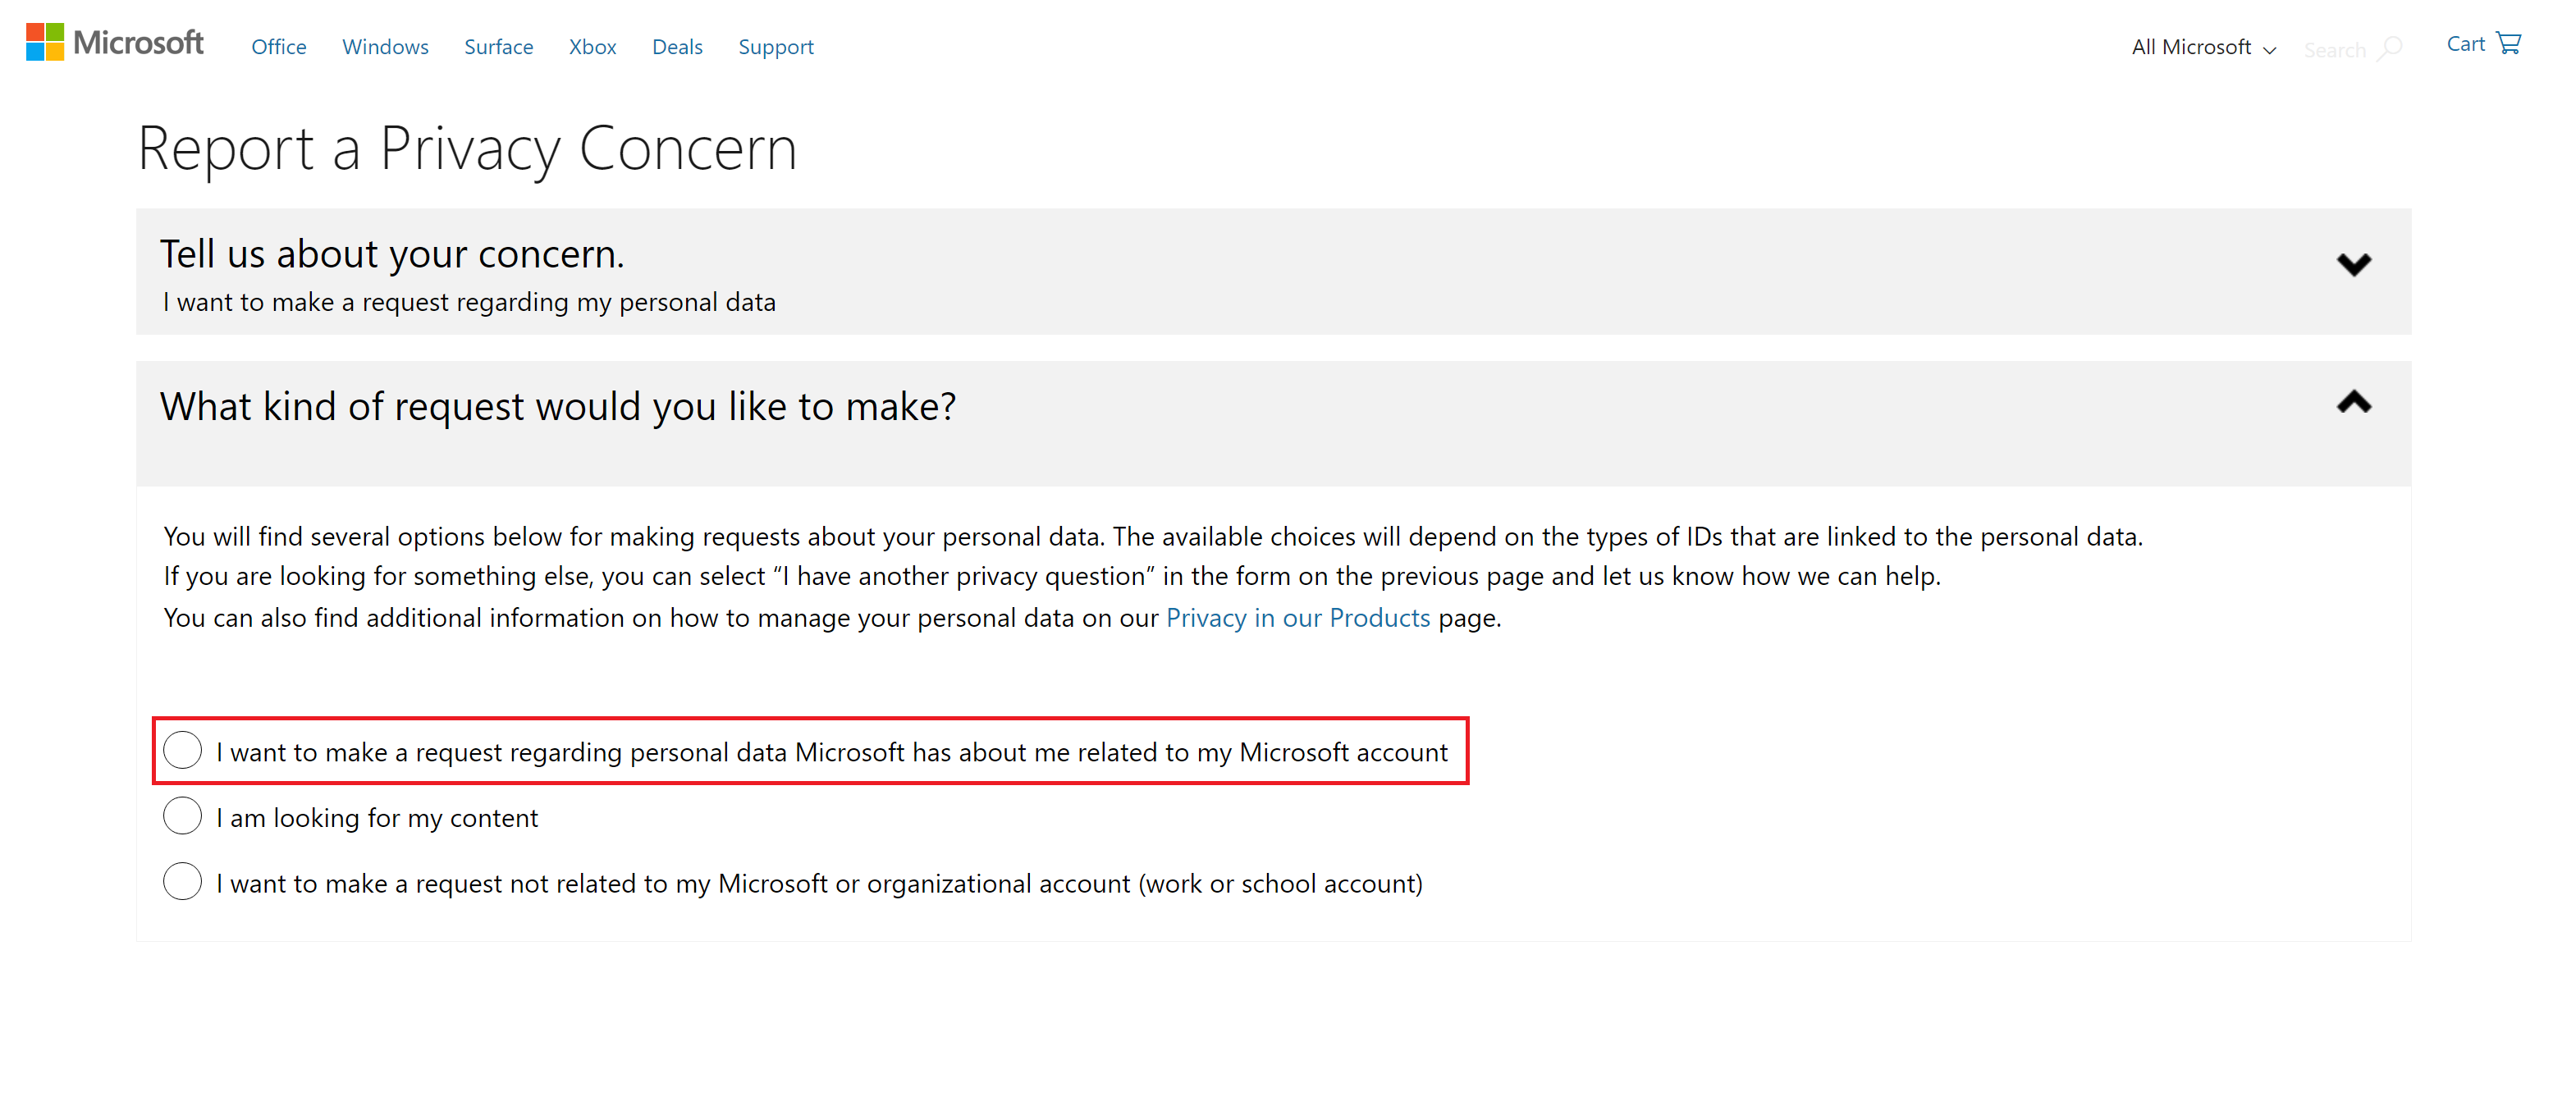 Microsoft Office Windows Surface Xbox Deals Support All Microsoft Search Cart
Report a Privacy Concern
Tell us about your concern.
I want to make a request regarding my personal data
What kind of request would you like to make?
You will find several options below for making requests about your personal data. The available choices will depend on the types of IDs that are linked to the personal data.
If you are looking for something else, you can select “I have another privacy question” in the form on the previous page and let us know how we can help.
You can also find additional information on how to manage your personal data on our Privacy in our Products page.
I want to make a request regarding personal data Microsoft has about me related to my Microsoft account
I am looking for my content
I want to make a request not related to my Microsoft or organizational account (work or school account)